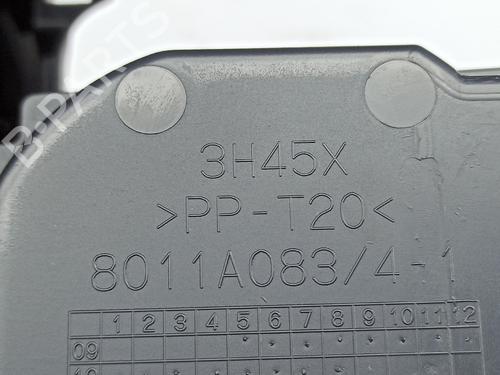 B-PARTS
3H45X
>PP-T20<
8011A083/4-1
1 2 3 4 5 6 7 8 9 10 11 12
09